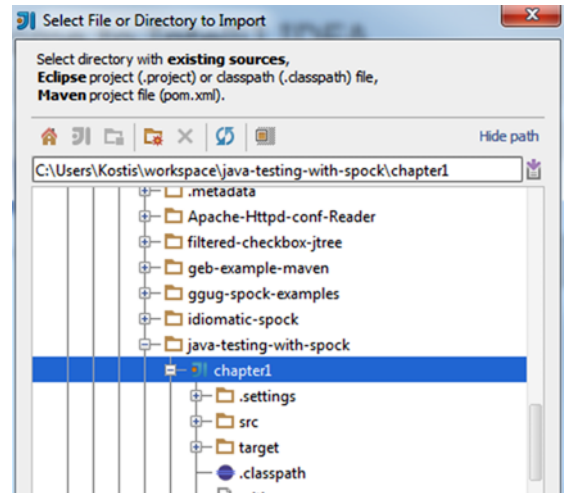 Select File or Directory to Import
Select directory with existing sources,
Eclipse project (.project) or classpath (.classpath) file,
Maven project file (pom.xml).
Hide path
C:\Users\Kostis\workspace\java-testing-with-spock\chapter1
.metadata
Apache-Httpd-conf-Reader
filtered-checkbox-jtree
geb-example-maven
ggug-spock-examples
idiomatic-spock
java-testing-with-spock
chapter1
.settings
src
target
.classpath